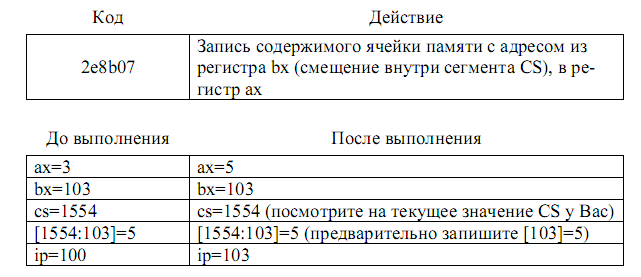 Код Действие
2e8b07 Запись содержимого ячейки памяти с адресом из
регистра bx (смещение внутри сегмента CS), в ре-
гистр ax
До выполнения После выполнения
ax=3 ax=5
bx=103 bx=103
cs=1554 cs=1554 (посмотрите на текущее значение CS у Вас)
[1554:103]=5 [1554:103]=5 (предварительно запишите [103]=5)
ip=100 ip=103